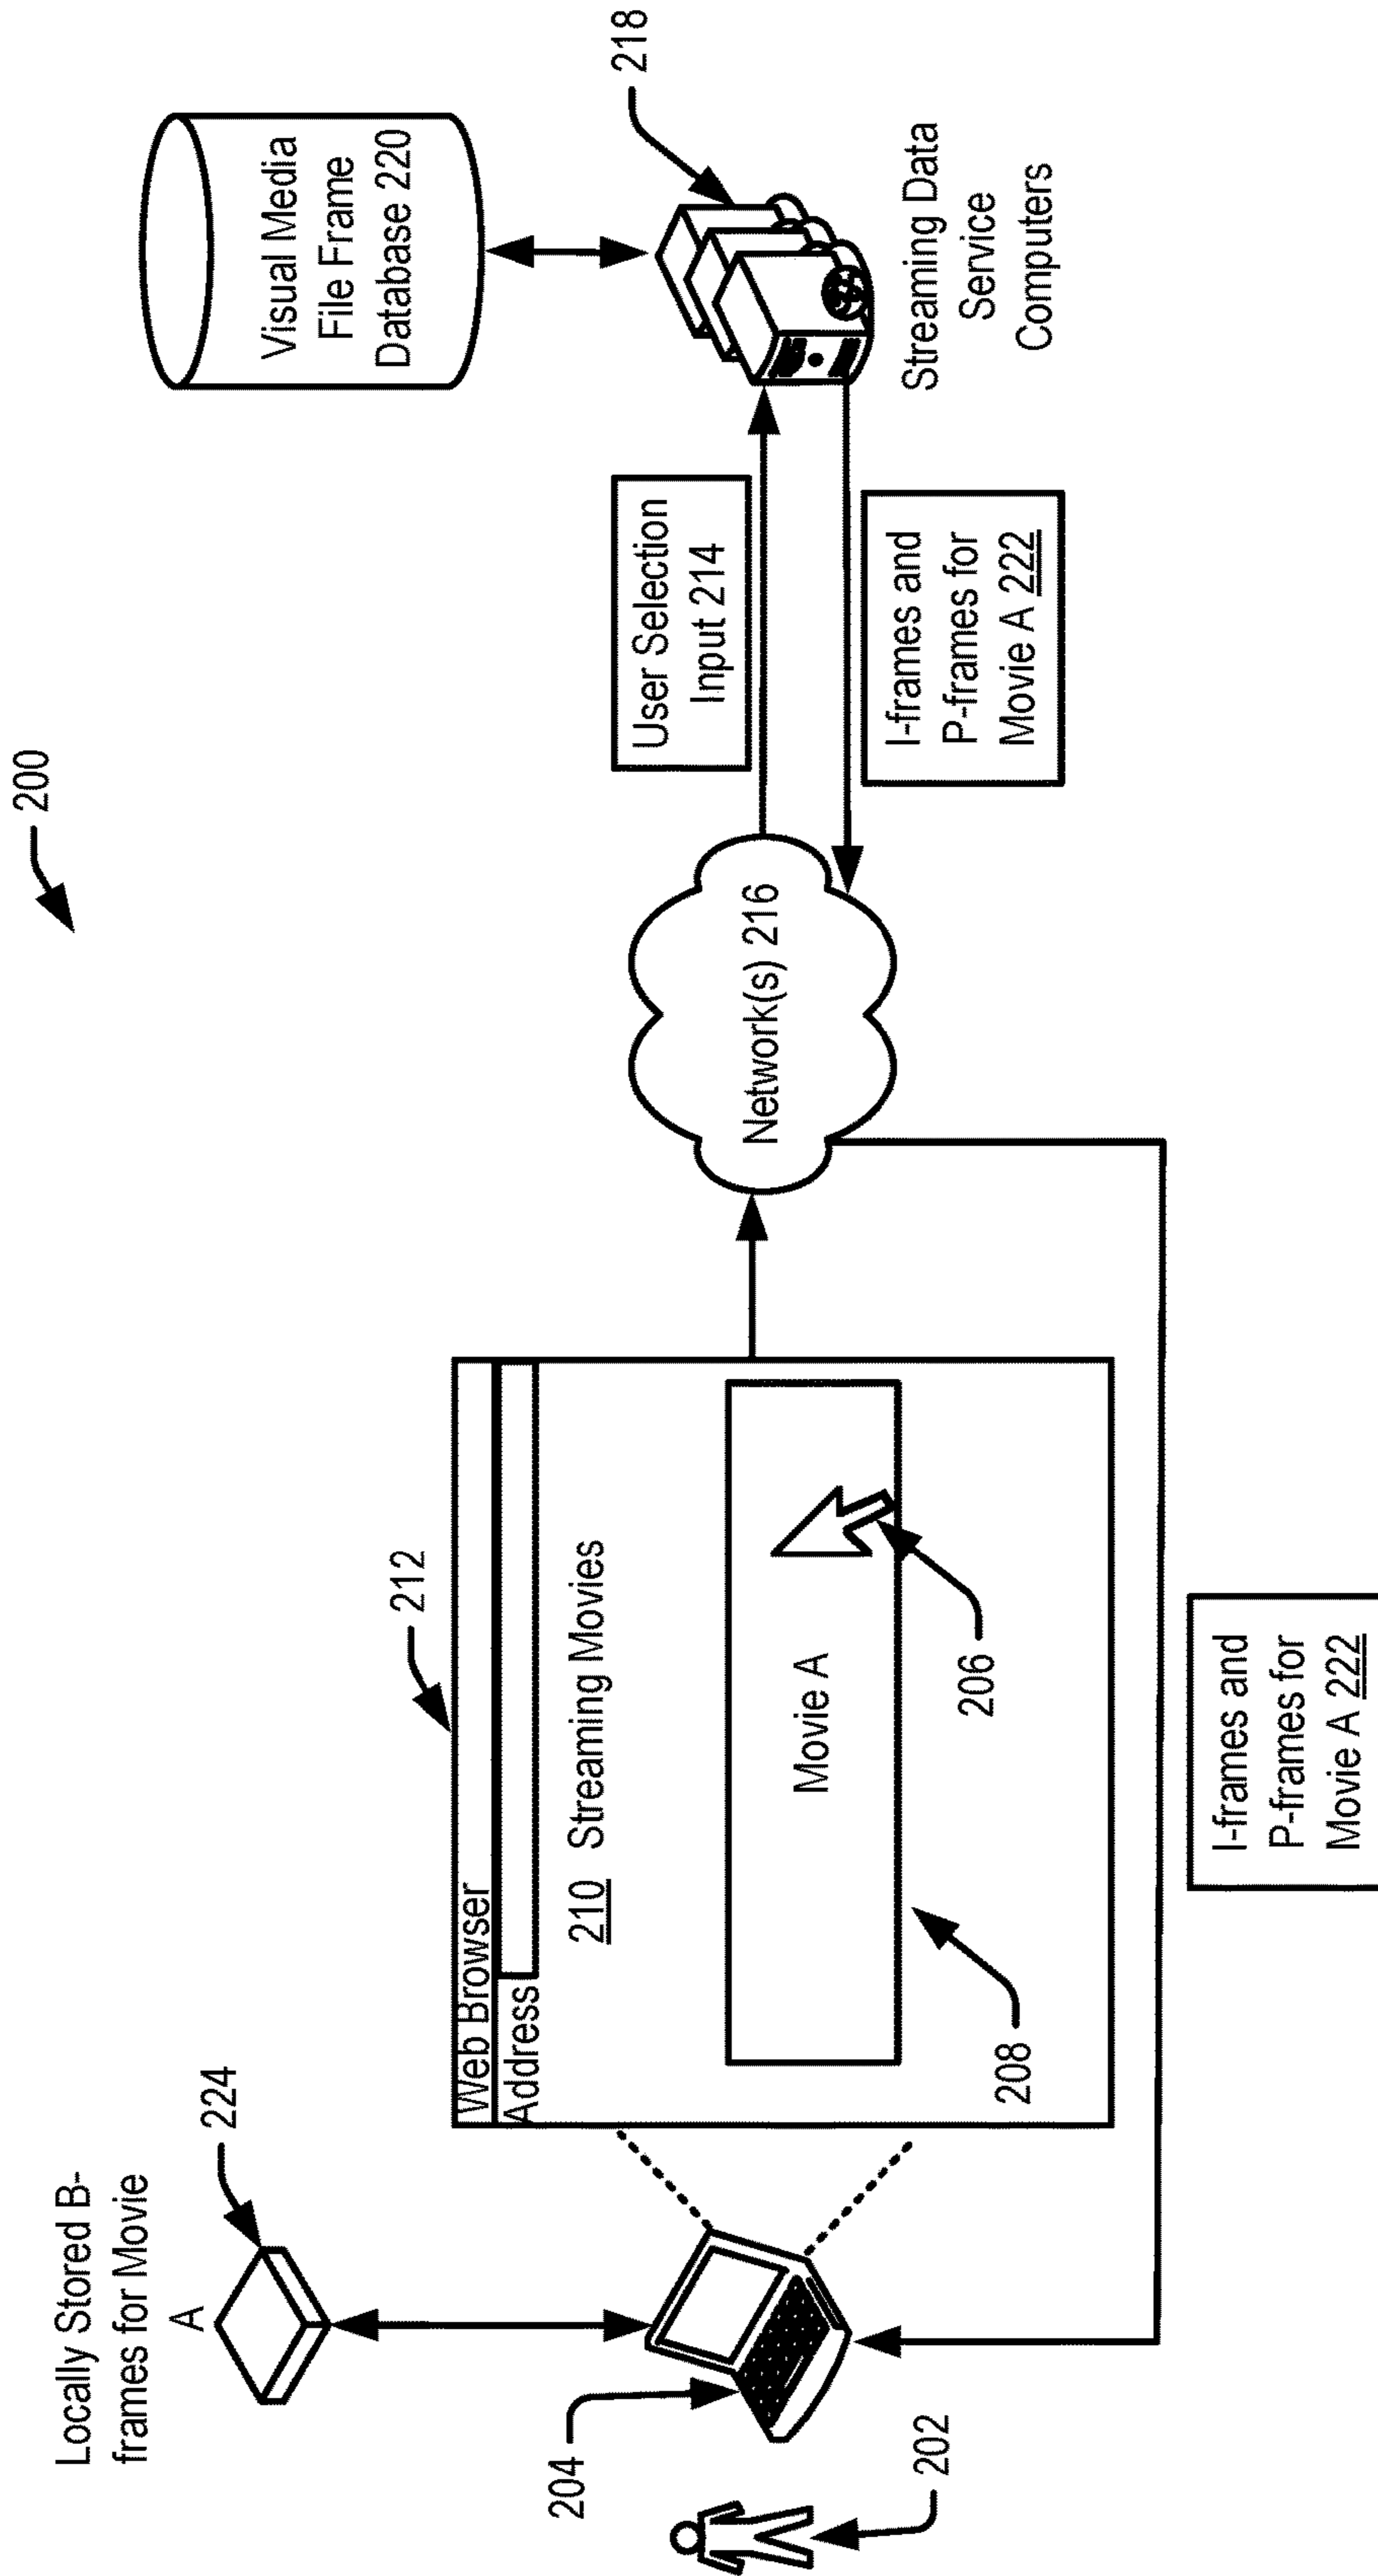 200
Locally Stored B-
frames for Movie
A
224
212
Web Browser
Address
210 Streaming Movies
Movie A
206
208
204
202
Network(s) 216
User Selection
Input 214
I-frames and
P-frames for
Movie A 222
Visual Media
File Frame
Database 220
218
Streaming Data
Service
Computers
I-frames and
P-frames for
Movie A 222